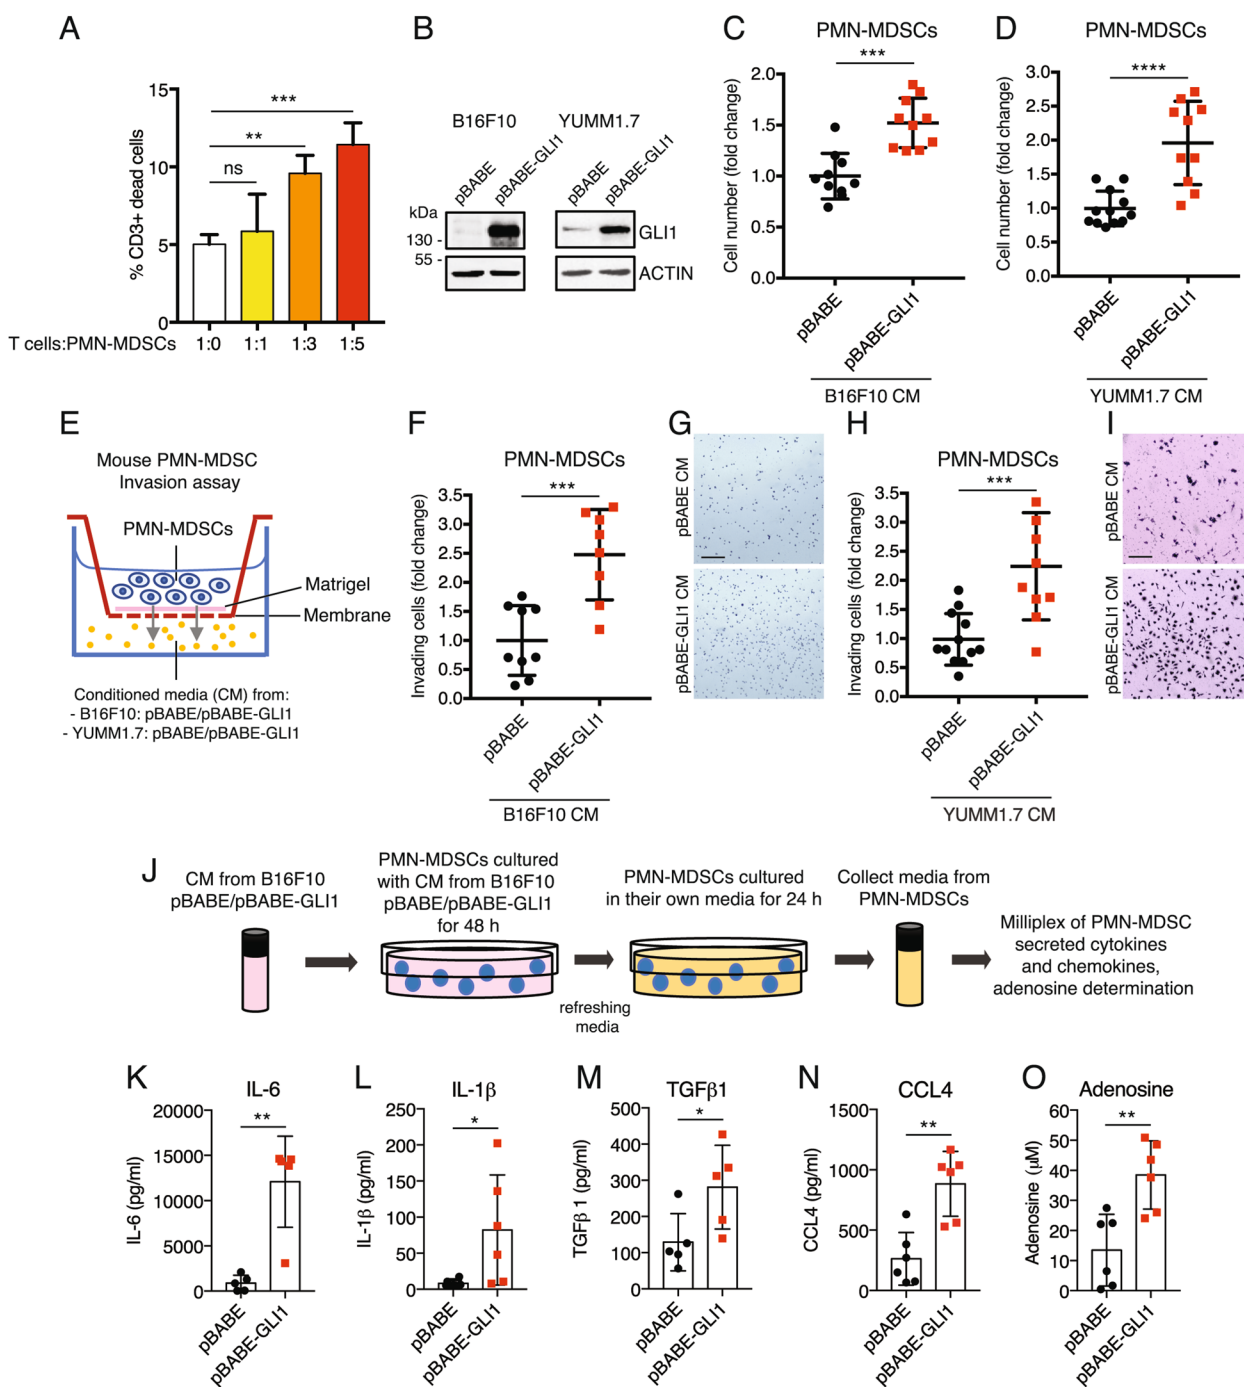 A
% CD3+ dead cells
15
10
5
0
ns
**
***
T cells:PMN-MDSCs 1:0 1:1 1:3 1:5
B
B16F10 YUMM1.7
pBABE pBABE-GLI1 pBABE pBABE-GLI1
kDa
130 -
55 -
GLI1
ACTIN
C
PMN-MDSCs
***
Cell number (fold change)
2.0
1.5
1.0
0.5
0.0
pBABE pBABE-GLI1
B16F10 CM
D
PMN-MDSCs
****
Cell number (fold change)
3.0
2.5
2.0
1.5
1.0
0.5
0.0
pBABE pBABE-GLI1
YUMM1.7 CM
E
Mouse PMN-MDSC
Invasion assay
PMN-MDSCs
Matrigel
Membrane
Conditioned media (CM) from:
- B16F10: pBABE/pBABE-GLI1
- YUMM1.7: pBABE/pBABE-GLI1
F
PMN-MDSCs
***
Invading cells (fold change)
3.5
3.0
2.5
2.0
1.5
1.0
0.5
0.0
pBABE pBABE-GLI1
B16F10 CM
G
pBABE CM
pBABE-GLI1 CM
H
PMN-MDSCs
***
Invading cells (fold change)
3.5
3.0
2.5
2.0
1.5
1.0
0.5
0.0
pBABE pBABE-GLI1
YUMM1.7 CM
I
pBABE CM
pBABE-GLI1 CM
J
CM from B16F10
pBABE/pBABE-GLI1
PMN-MDSCs cultured
with CM from B16F10
pBABE/pBABE-GLI1
for 48 h
refreshing
media
PMN-MDSCs cultured
in their own media for 24 h
Collect media from
PMN-MDSCs
Milliplex of PMN-MDSC
secreted cytokines
and chemokines,
adenosine determination
K
IL-6
**
IL-6 (pg/ml)
20000
15000
10000
5000
0
pBABE pBABE-GLI1
L
IL-1β
*
IL-1β (pg/ml)
250
200
150
100
50
0
pBABE pBABE-GLI1
M
TGFβ1
*
TGFβ 1 (pg/ml)
500
400
300
200
100
0
pBABE pBABE-GLI1
N
CCL4
**
CCL4 (pg/ml)
1500
1000
500
0
pBABE pBABE-GLI1
O
Adenosine
**
Adenosine (μM)
60
50
40
30
20
10
0
pBABE pBABE-GLI1